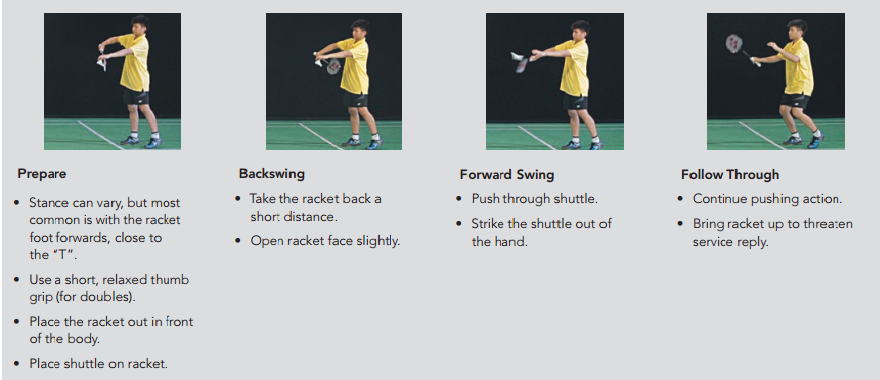 Prepare
• Stance can vary, but most
common is with the racket
foot forwards, close to
the “T”.
• Use a short, relaxed thumb
grip (for doubles).
• Place the racket out in front
of the body.
• Place shuttle on racket.
Backswing
• Take the racket back a
short distance.
• Open racket face slightly.
Forward Swing
• Push through shuttle.
• Strike the shuttle out of
the hand.
Follow Through
• Continue pushing action.
• Bring racket up to threaten
service reply.